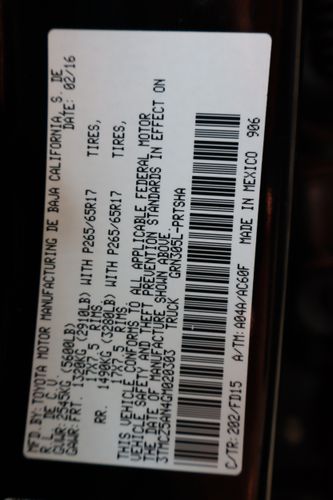 MFD.BY: TOYOTA MOTOR MANUFACTURING DE BAJA CALIFORNIA, S. DE
R.L. DE C.V. DATE: 02/16
GVWR: 2545KG (5600LB)
GAWR: FRT. 1320KG (2910LB) WITH P265/65R17 TIRES,
17X7.5 RIMS
RR. 1490KG (3280LB) WITH P265/65R17 TIRES,
17X7.5 RIMS
THIS VEHICLE CONFORMS TO ALL APPLICABLE FEDERAL MOTOR
VEHICLE SAFETY AND THEFT PREVENTION STANDARDS IN EFFECT ON
THE DATE OF MANUFACTURE SHOWN ABOVE.
3TMCZ5AN4GM020303 TRUCK GRN305L-PRTSHA
C/TR: 202/FD15 A/TM: A04A/AC60F MADE IN MEXICO 906